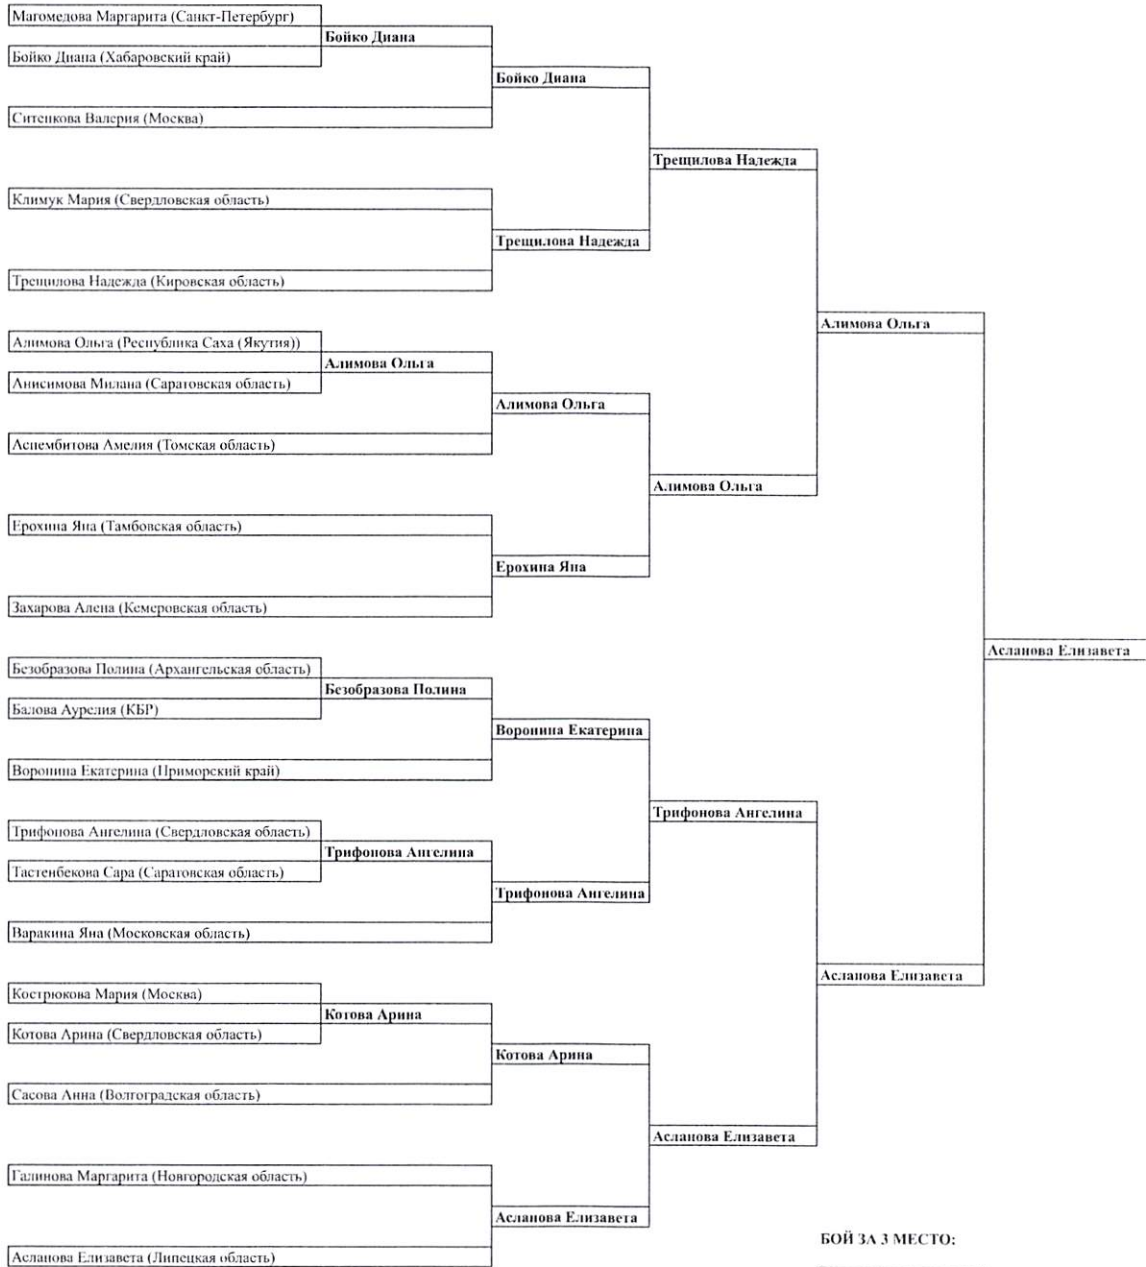 Магомедова Маргарита (Санкт-Петербург)
Бойко Диана
Бойко Диана (Хабаровский край)
Бойко Диана
Ситенкова Валерия (Москва)
Трещилова Надежда
Климук Мария (Свердловская область)
Трещилова Надежда
Трещилова Надежда (Кировская область)
Алимова Ольга
Алимова Ольга (Республика Саха (Якутия))
Алимова Ольга
Анисимова Милана (Саратовская область)
Алимова Ольга
Аспембитова Амелия (Томская область)
Алимова Ольга
Ерохина Яна (Тамбовская область)
Ерохина Яна
Захарова Алена (Кемеровская область)
Асланова Елизавета
Безобразова Полина (Архангельская область)
Безобразова Полина
Балова Аурелия (КБР)
Воронина Екатерина
Воронина Екатерина (Приморский край)
Трифонова Ангелина
Трифонова Ангелина (Свердловская область)
Трифонова Ангелина
Тастенбекова Сара (Саратовская область)
Трифонова Ангелина
Варакина Яна (Московская область)
Асланова Елизавета
Кострюкова Мария (Москва)
Котова Арина
Котова Арина (Свердловская область)
Котова Арина
Сасова Анна (Волгоградская область)
Асланова Елизавета
Галинова Маргарита (Новгородская область)
Асланова Елизавета
БОЙ ЗА 3 МЕСТО:
Асланова Елизавета (Липецкая область)